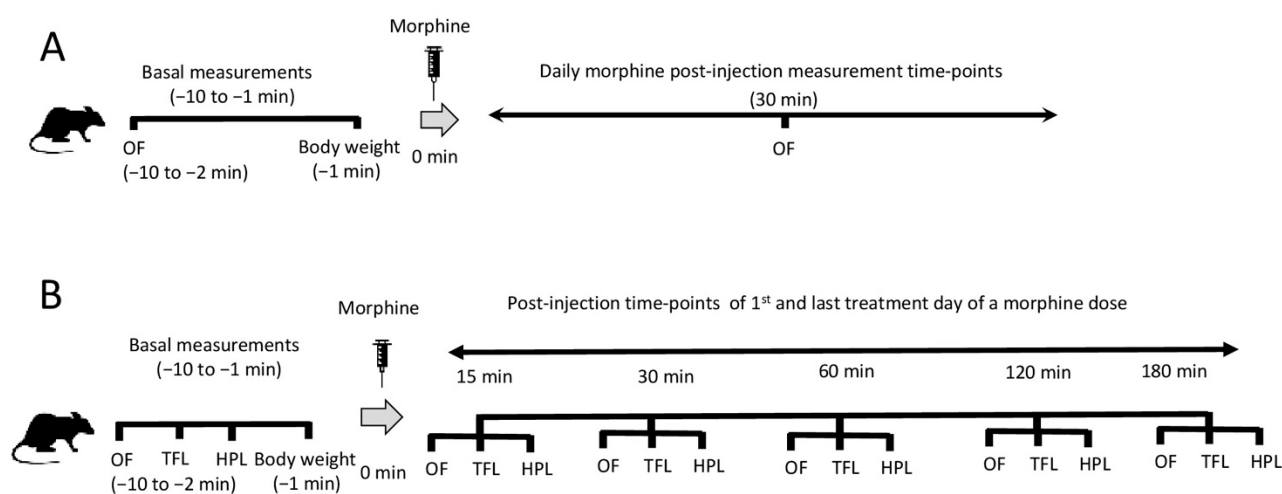 A
Morphine
Basal measurements
(−10 to −1 min)
Daily morphine post-injection measurement time-points
(30 min)
OF
(−10 to −2 min)
Body weight
(−1 min)
0 min
OF
B
Morphine
Post-injection time-points of 1st and last treatment day of a morphine dose
Basal measurements
(−10 to −1 min)
15 min 30 min 60 min 120 min 180 min
OF TFL HPL Body weight
(−10 to −2 min) (−1 min)
0 min
OF TFL HPL OF TFL HPL OF TFL HPL OF TFL HPL OF TFL HPL